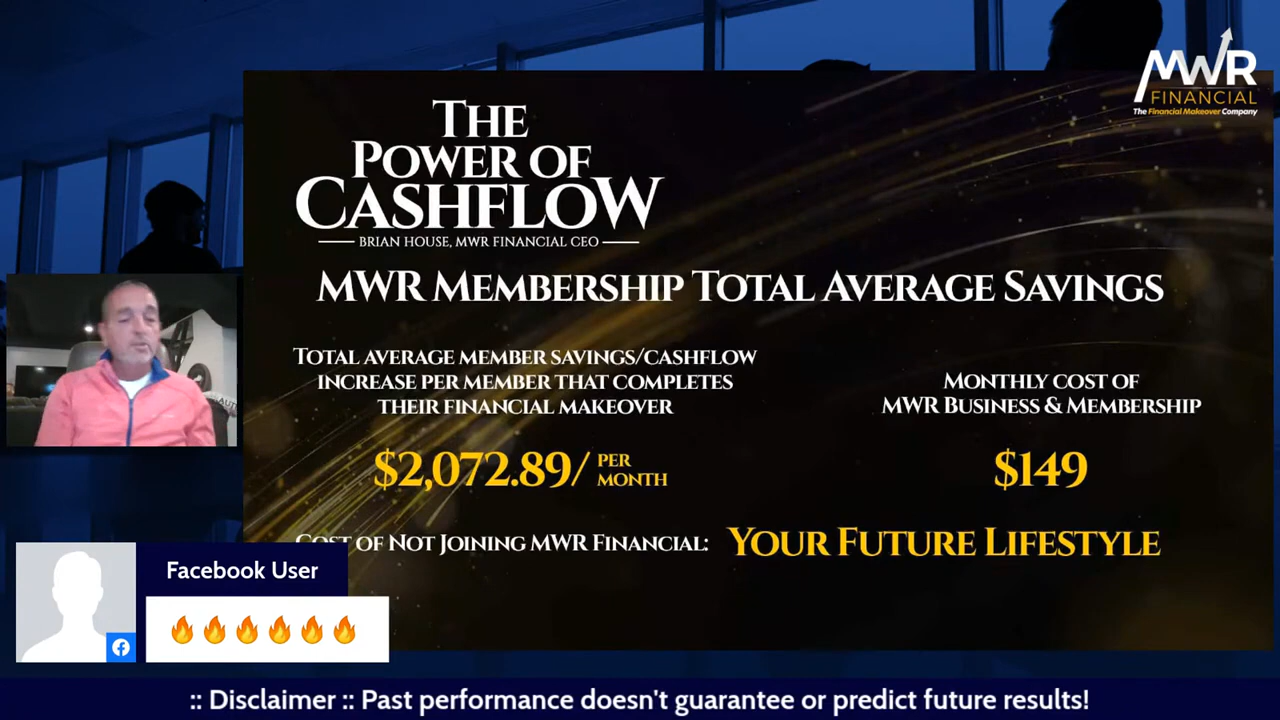 MWR
FINANCIAL
The Financial Makeover Company
THE
POWER OF
CASHFLOW
BRIAN HOUSE, MWR FINANCIAL CEO
MWR MEMBERSHIP TOTAL AVERAGE SAVINGS
TOTAL AVERAGE MEMBER SAVINGS/CASHFLOW
INCREASE PER MEMBER THAT COMPLETES
THEIR FINANCIAL MAKEOVER
$2,072.89/ PER
MONTH
MONTHLY COST OF
MWR BUSINESS & MEMBERSHIP
$149
COST OF NOT JOINING MWR FINANCIAL: YOUR FUTURE LIFESTYLE
Facebook User
🔥🔥🔥🔥🔥🔥
:: Disclaimer :: Past performance doesn't guarantee or predict future results!